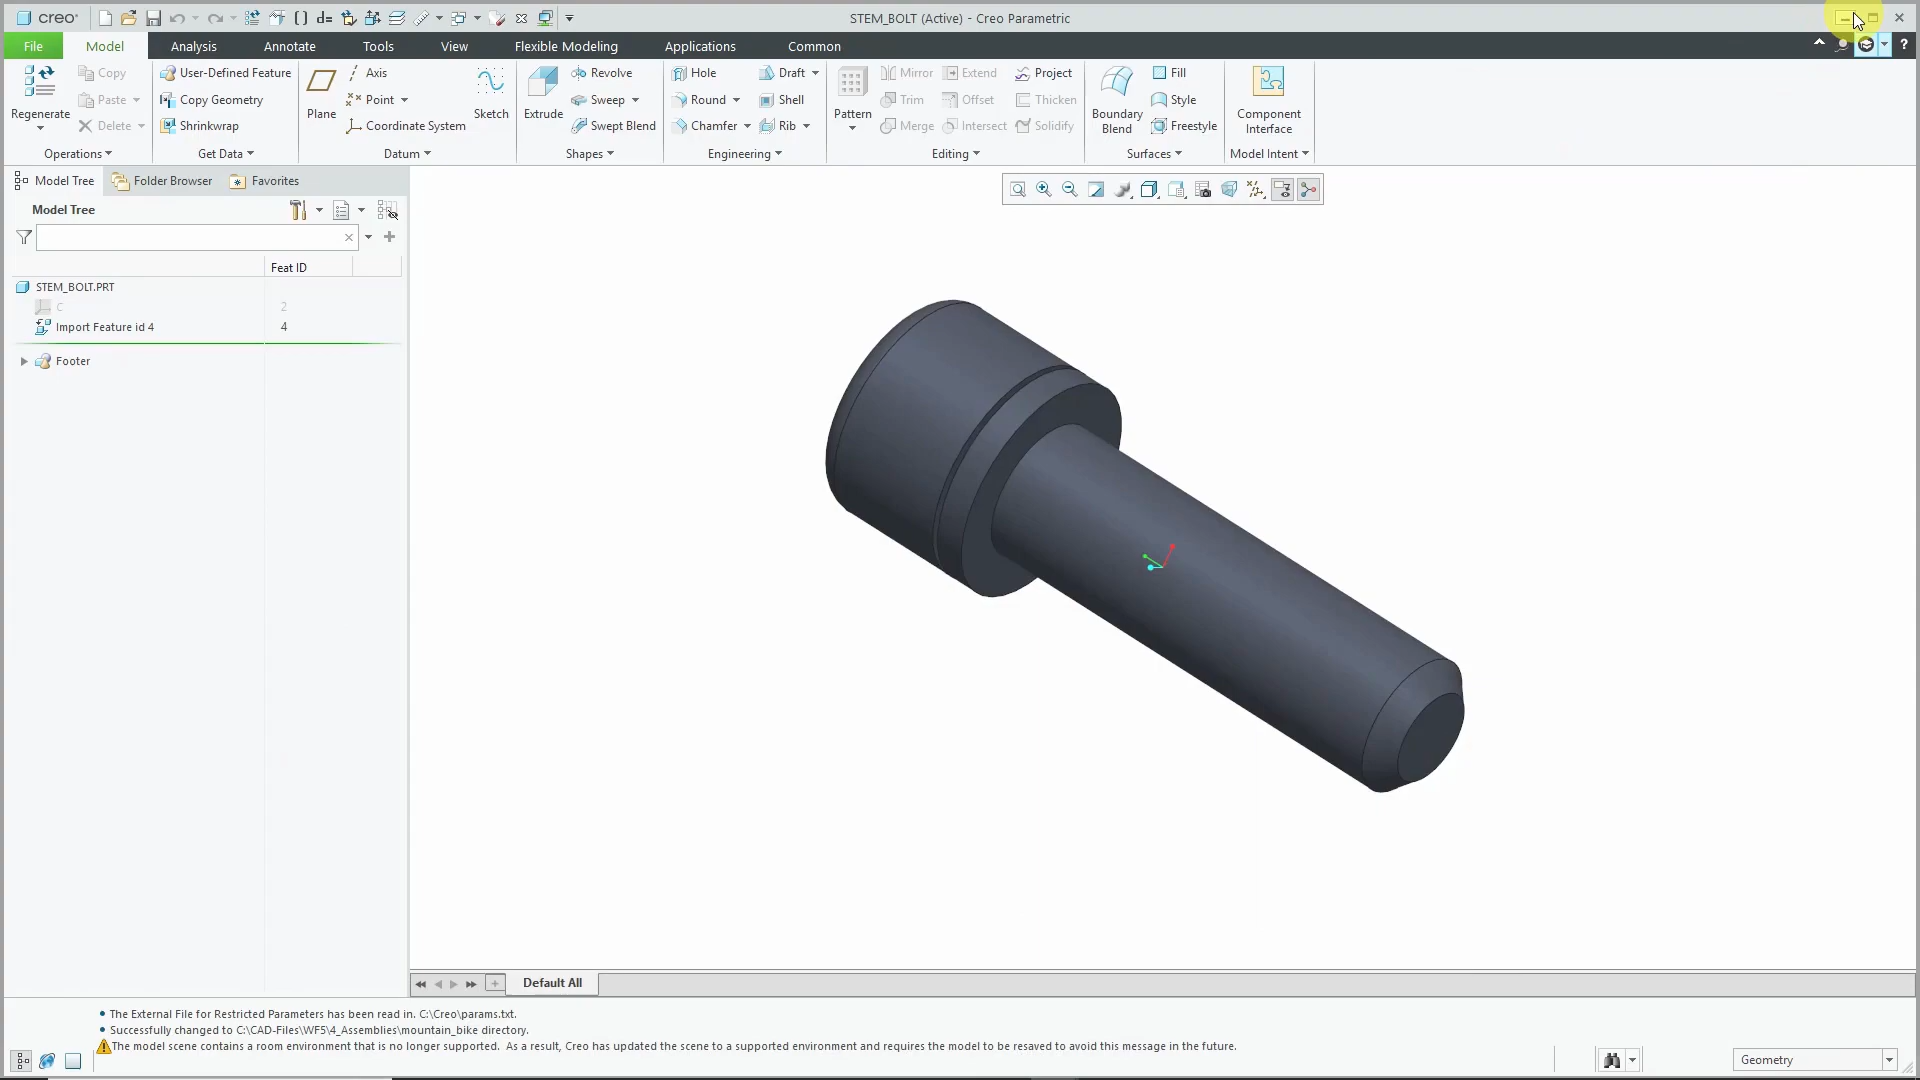 creo
d=
STEM_BOLT (Active) - Creo Parametric
File
Model
Analysis
Annotate
Tools
View
Flexible Modeling
Applications
Common
?
Regenerate
Copy
Paste
Delete
Operations
User-Defined Feature
Copy Geometry
Shrinkwrap
Get Data
Plane
Axis
Point
Coordinate System
Sketch
Datum
Extrude
Revolve
Sweep
Swept Blend
Shapes
Hole
Round
Chamfer
Draft
Shell
Rib
Engineering
Pattern
Mirror
Extend
Project
Trim
Offset
Thicken
Merge
Intersect
Solidify
Editing
Boundary
Blend
Fill
Style
Freestyle
Surfaces
Component
Interface
Model Intent
Model Tree
Folder Browser
Favorites
Model Tree
Feat ID
STEM_BOLT.PRT
C 2
Import Feature id 4 4
Footer
Default All
The External File for Restricted Parameters has been read in. C:\Creo\params.txt.
Successfully changed to C:\CAD-Files\WF5\4_Assemblies\mountain_bike directory.
The model scene contains a room environment that is no longer supported. As a result, Creo has updated the scene to a supported environment and requires the model to be resaved to avoid this message in the future.
Geometry